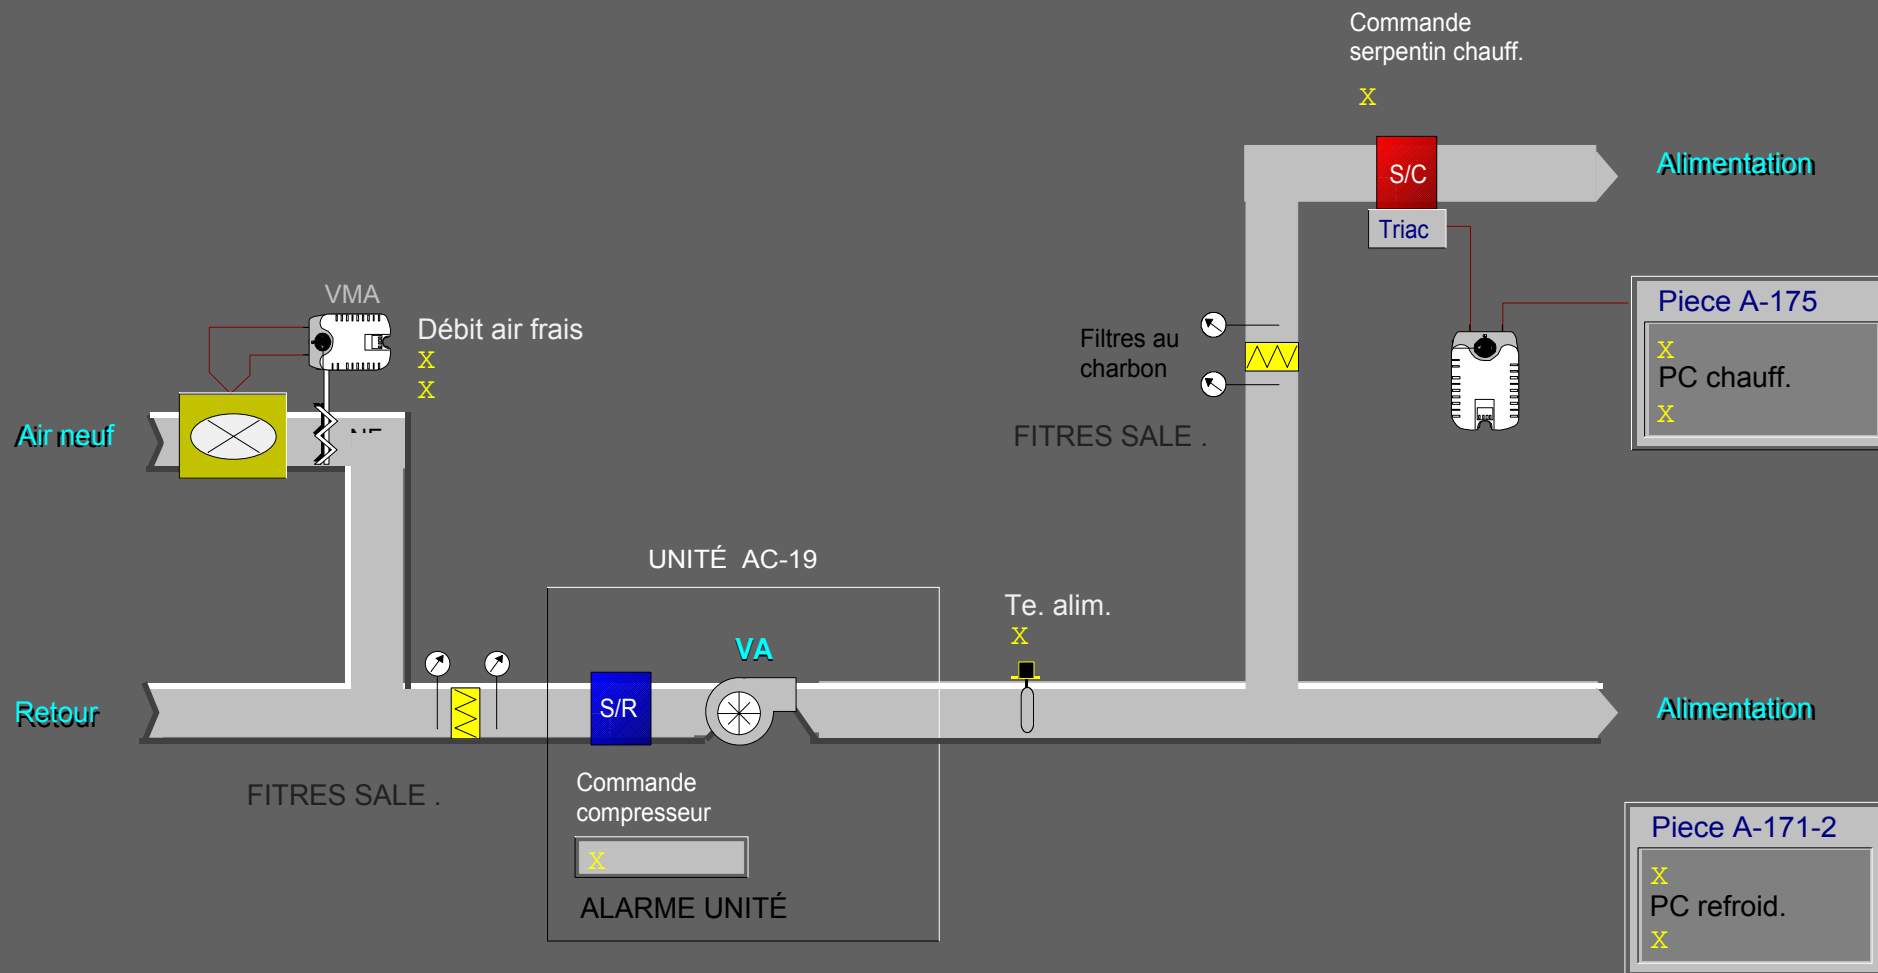 Commande
serpentin chauff.
X
S/C
Alimentation
Triac
VMA
Débit air frais
X
X
Piece A-175
X
PC chauff.
X
Filtres au
charbon
Air neuf
FITRES SALE .
UNITÉ AC-19
Te. alim.
X
VA
Retour
S/R
Alimentation
FITRES SALE .
Commande
compresseur
X
ALARME UNITÉ
Piece A-171-2
X
PC refroid.
X